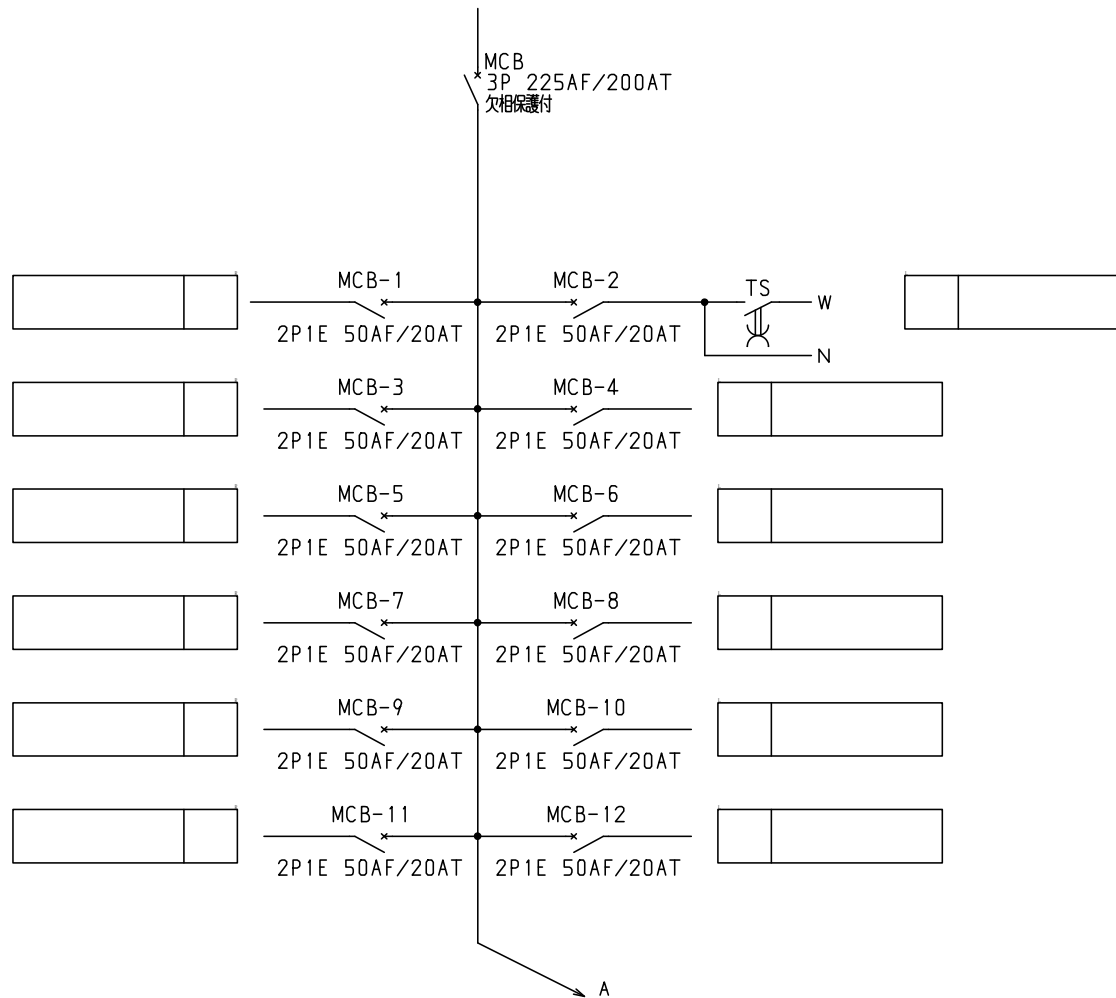 MCB
3P 225AF/200AT
欠相保護付
MCB-1
MCB-2
TS
W
2P1E 50AF/20AT
2P1E 50AF/20AT
N
MCB-3
MCB-4
2P1E 50AF/20AT
2P1E 50AF/20AT
MCB-5
MCB-6
2P1E 50AF/20AT
2P1E 50AF/20AT
MCB-7
MCB-8
2P1E 50AF/20AT
2P1E 50AF/20AT
MCB-9
MCB-10
2P1E 50AF/20AT
2P1E 50AF/20AT
MCB-11
MCB-12
2P1E 50AF/20AT
2P1E 50AF/20AT
A